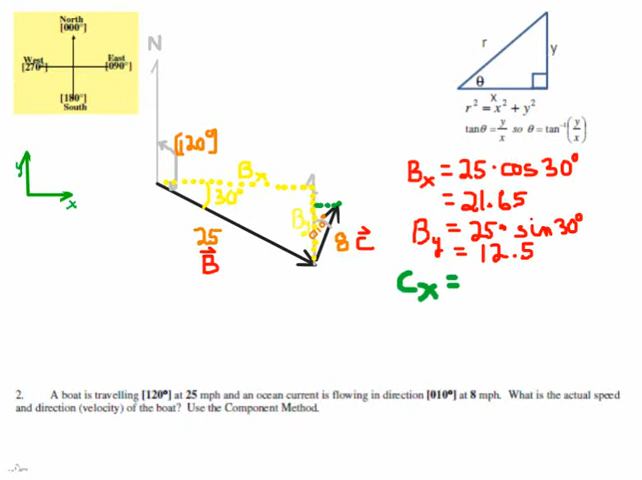 North
[000°]
West
[270°]
East
[090°]
[180°]
South
N
r
y
θ
x
r² = x² + y²
tanθ = y/x so θ = tan⁻¹(y/x)
[120°]
Bx
30°
By
25
B
8 C
y
x
Bx = 25 · cos 30°
= 21.65
By = 25 · sin 30°
= 12.5
Cx =
2. A boat is travelling [120°] at 25 mph and an ocean current is flowing in direction [010°] at 8 mph. What is the actual speed
and direction (velocity) of the boat? Use the Component Method.